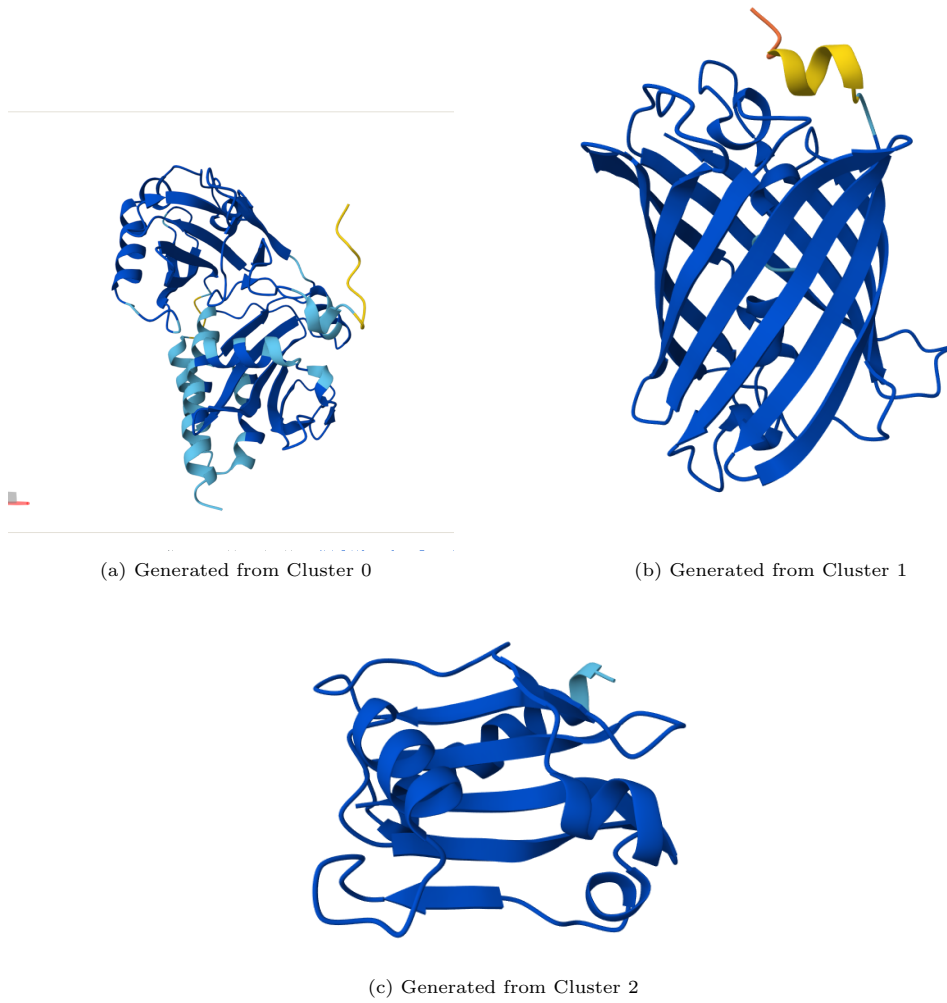 (a) Generated from Cluster 0
(b) Generated from Cluster 1
(c) Generated from Cluster 2